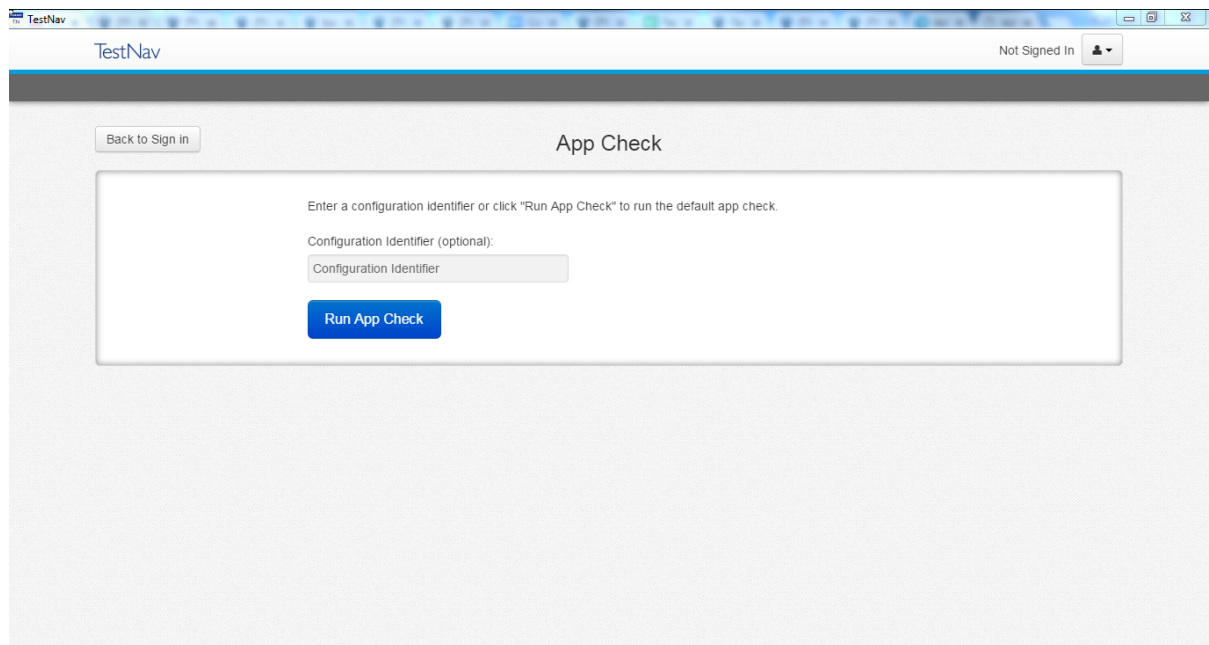 TestNav
TestNav
Not Signed In
Back to Sign in
App Check
Enter a configuration identifier or click "Run App Check" to run the default app check.
Configuration Identifier (optional):
Configuration Identifier
Run App Check